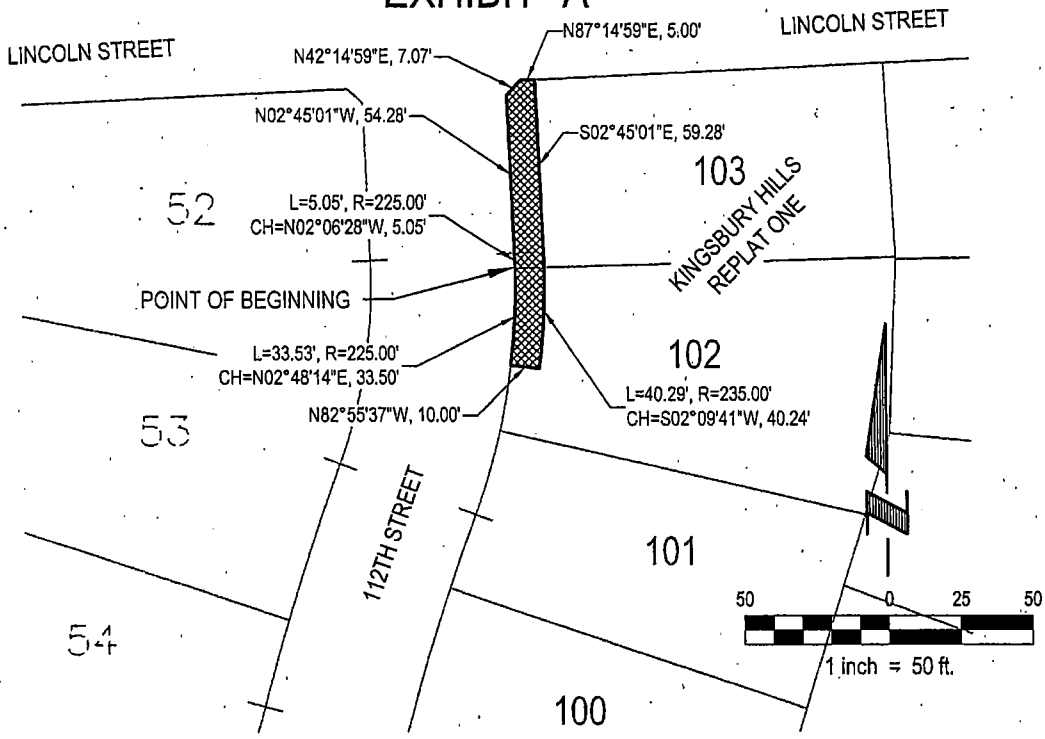 EXHIBIT "A"
LINCOLN STREET
N87°14'59"E, 5.00'
LINCOLN STREET
N42°14'59"E, 7.07'
N02°45'01"W, 54.28'
S02°45'01"E, 59.28'
103
KINGSBURY HILLS
REPLAT ONE
52
L=5.05', R=225.00'
CH=N02°06'28"W, 5.05'
POINT OF BEGINNING
L=33.53', R=225.00'
CH=N02°48'14"E, 33.50'
102
L=40.29', R=235.00'
CH=S02°09'41"W, 40.24'
N82°55'37"W, 10.00'
53
112TH STREET
101
54
100
50 0 25 50
1 inch = 50 ft.